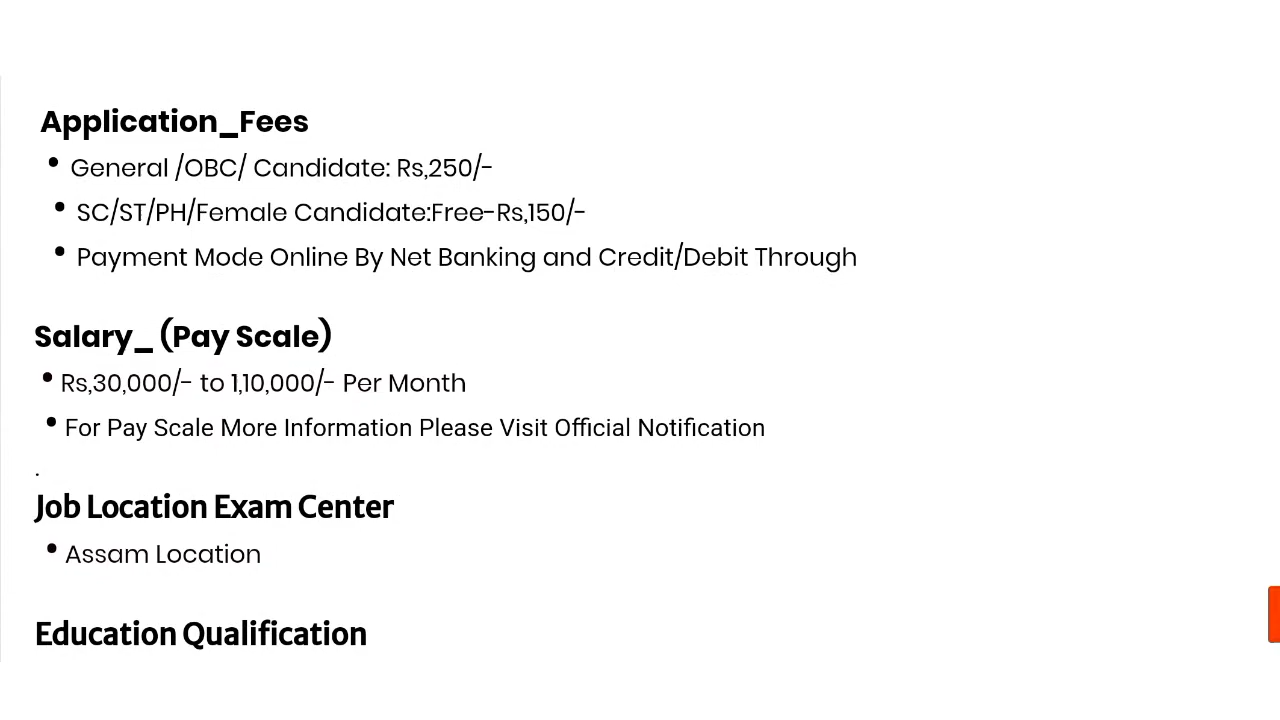 Application_Fees
• General /OBC/ Candidate: Rs,250/-
• SC/ST/PH/Female Candidate:Free-Rs,150/-
• Payment Mode Online By Net Banking and Credit/Debit Through
Salary_ (Pay Scale)
• Rs,30,000/- to 1,10,000/- Per Month
• For Pay Scale More Information Please Visit Official Notification
.
Job Location Exam Center
• Assam Location
Education Qualification